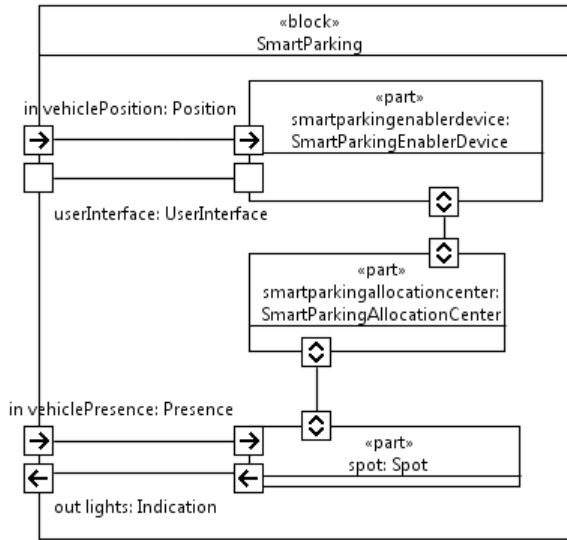 «block»
SmartParking
in vehiclePosition: Position
«part»
smartparkingenablerdevice:
SmartParkingEnablerDevice
userInterface: UserInterface
«part»
smartparkingallocationcenter:
SmartParkingAllocationCenter
in vehiclePresence: Presence
«part»
spot: Spot
out lights: Indication